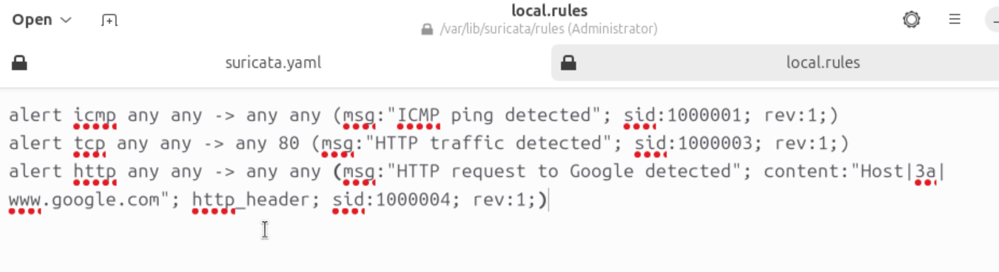 Open
local.rules
/var/lib/suricata/rules (Administrator)
suricata.yaml
local.rules
alert icmp any any -> any any (msg:"ICMP ping detected"; sid:1000001; rev:1;)
alert tcp any any -> any 80 (msg:"HTTP traffic detected"; sid:1000003; rev:1;)
alert http any any -> any any (msg:"HTTP request to Google detected"; content:"Host|3a|
www.google.com"; http_header; sid:1000004; rev:1;)